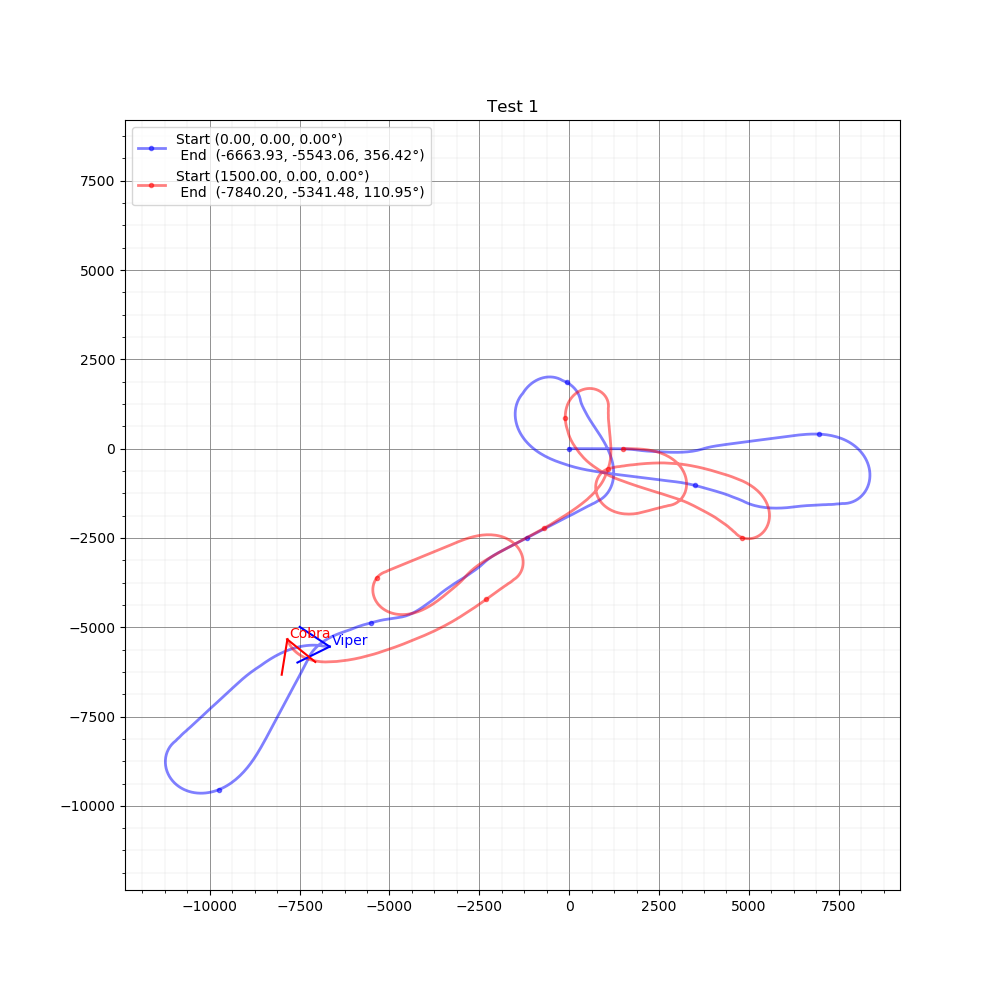 Test 1
Start (0.00, 0.00, 0.00°)
End (-6663.93, -5543.06, 356.42°)
Start (1500.00, 0.00, 0.00°)
End (-7840.20, -5341.48, 110.95°)
7500
5000
2500
0
−2500
−5000
−7500
−10000
Cobra
Viper
−10000 −7500 −5000 −2500 0 2500 5000 7500